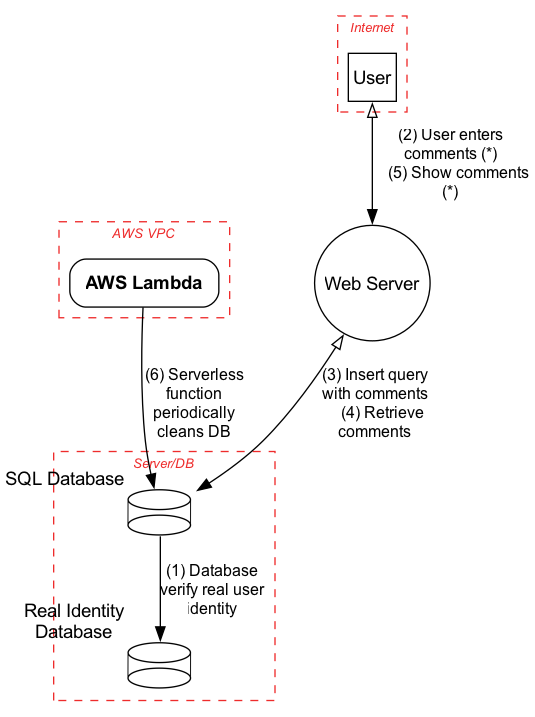 Internet
User
(2) User enters
comments (*)
(5) Show comments
(*)
AWS VPC
AWS Lambda
Web Server
(6) Serverless
function
periodically
cleans DB
(3) Insert query
with comments
(4) Retrieve
comments
Server/DB
SQL Database
(1) Database
verify real user
identity
Real Identity
Database